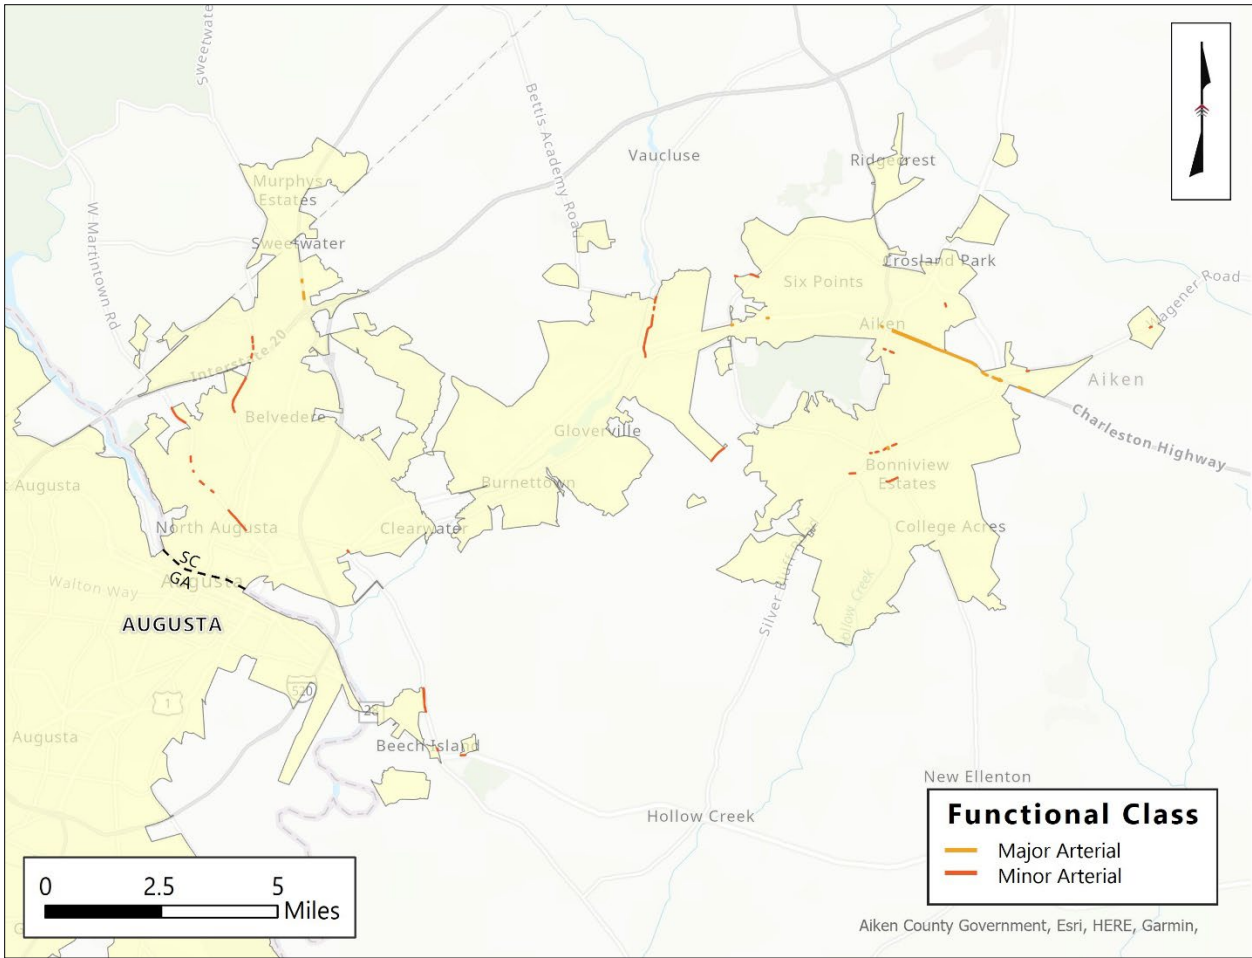 Sweetwater
Bettis Academy Road
Vaucluse
Ridgecrest
Murphys
Estates
W Martintown Rd
Sweetwater
Crosland Park
Six Points
Wagener Road
Aiken
Interstate 20
Aiken
Belvedere
Charleston Highway
Gloverville
Bonniview
Estates
Augusta
Burnettown
North Augusta
Clearwater
College Acres
SC
GA
Augusta
Walton Way
Silver Bluff Road
Hollow Creek
AUGUSTA
520
1
Augusta
Beech Island
New Ellenton
Hollow Creek
Functional Class
Major Arterial
Minor Arterial
0 2.5 5
Miles
Aiken County Government, Esri, HERE, Garmin,